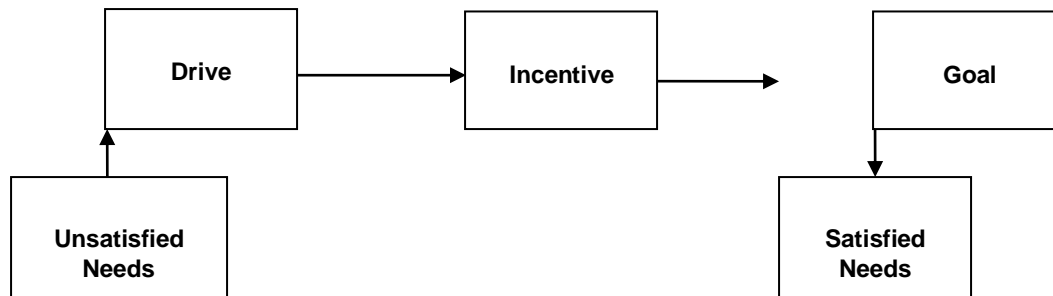 Drive
Incentive
Goal
Unsatisfied
Needs
Satisfied
Needs